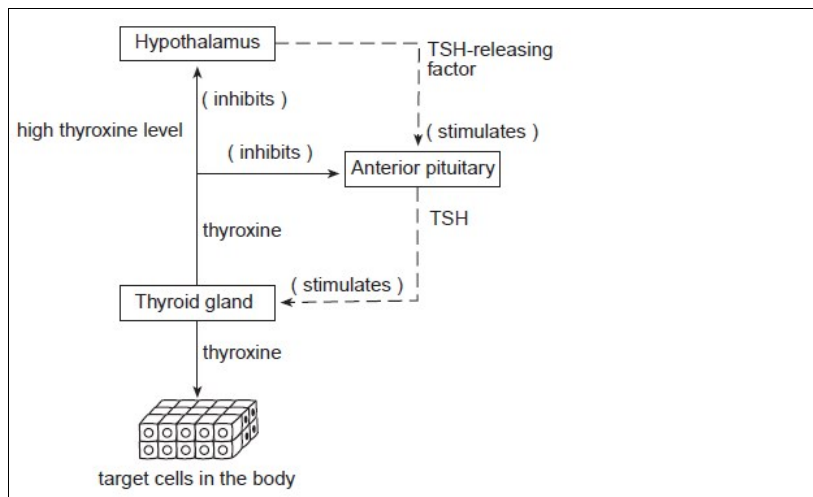 Hypothalamus
TSH-releasing
factor
( inhibits )
high thyroxine level
( stimulates )
( inhibits )
Anterior pituitary
thyroxine
TSH
( stimulates )
Thyroid gland
thyroxine
target cells in the body